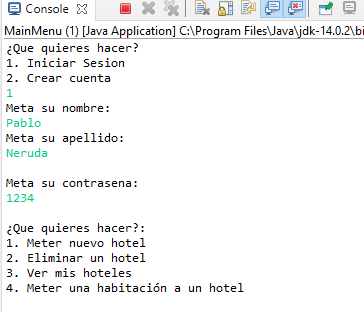 Console
MainMenu (1) [Java Application] C:\Program Files\Java\jdk-14.0.2\bi
¿Que quieres hacer?
1. Iniciar Sesion
2. Crear cuenta
1
Meta su nombre:
Pablo
Meta su apellido:
Neruda
Meta su contrasena:
1234
¿Que quieres hacer?:
1. Meter nuevo hotel
2. Eliminar un hotel
3. Ver mis hoteles
4. Meter una habitación a un hotel